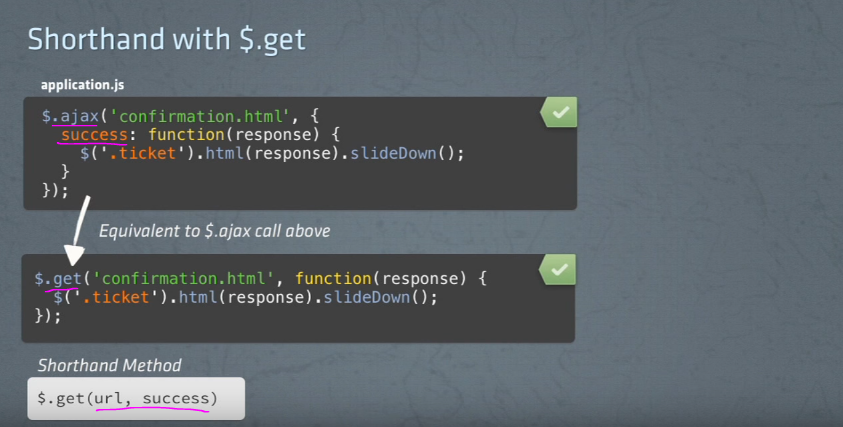 Shorthand with $.get
application.js
$.ajax('confirmation.html', {
success: function(response) {
$('.ticket').html(response).slideDown();
}
});
Equivalent to $.ajax call above
$.get('confirmation.html', function(response) {
$('.ticket').html(response).slideDown();
});
Shorthand Method
$.get(url, success)